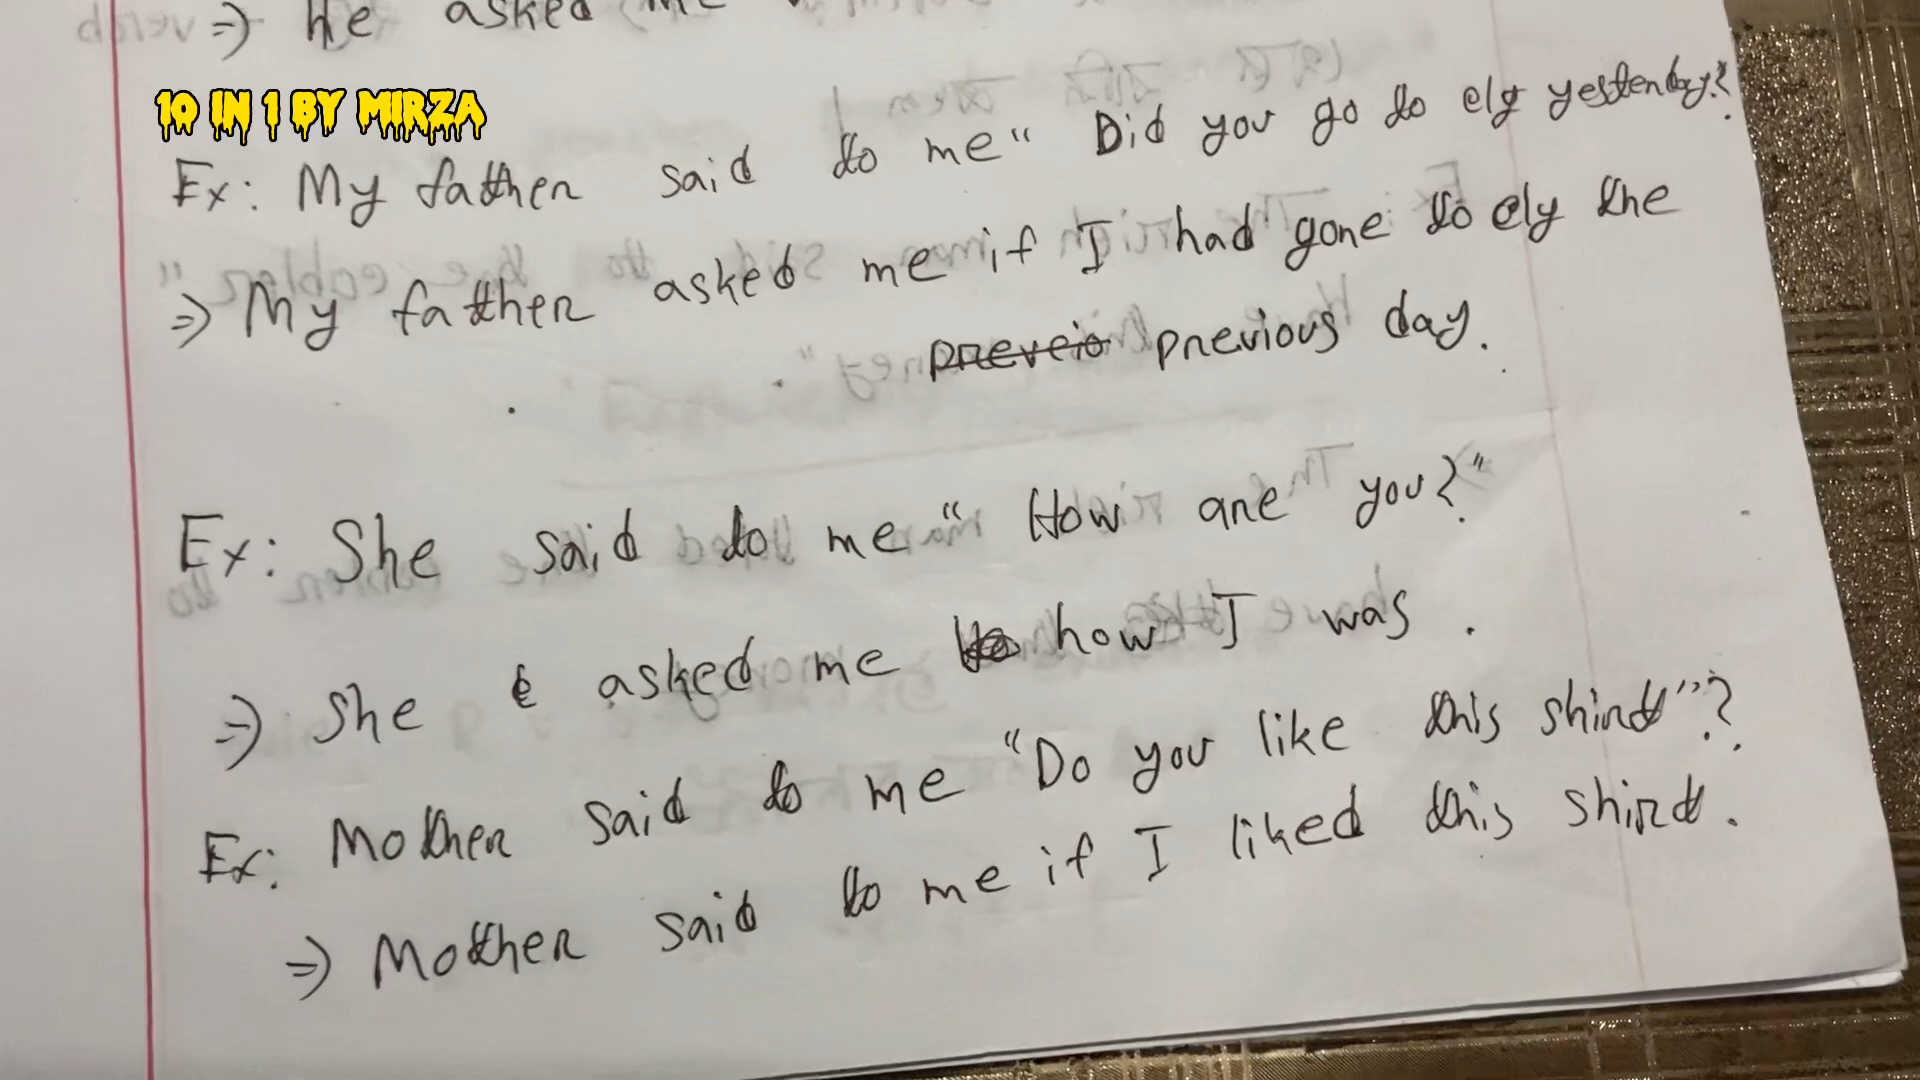 =) He asked me
10 IN 1 BY MIRZA
Ex: My father said to me " Did you go to ely yesterday?
=) My father asked me if I had gone to ely the
previous day.
Ex: She said to me " How are you?"
=) She asked me how I was.
Ex: Mother said to me "Do you like this shirt"?
=) Mother said to me if I liked this shirt.